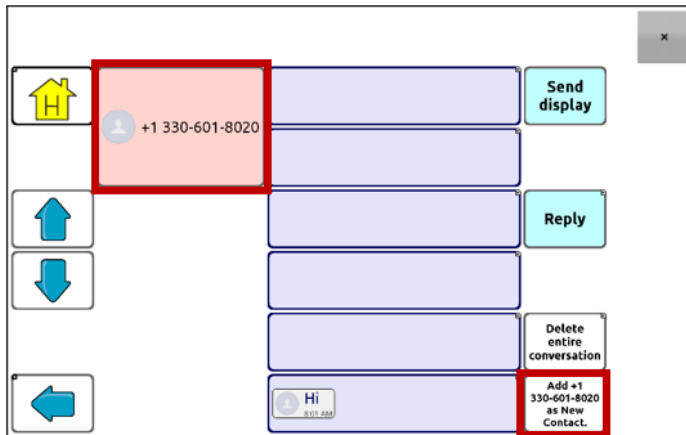 ×
H
+1 330-601-8020
Send
display
Reply
Delete
entire
conversation
Hi
8:01 AM
Add +1
330-601-8020
as New
Contact.